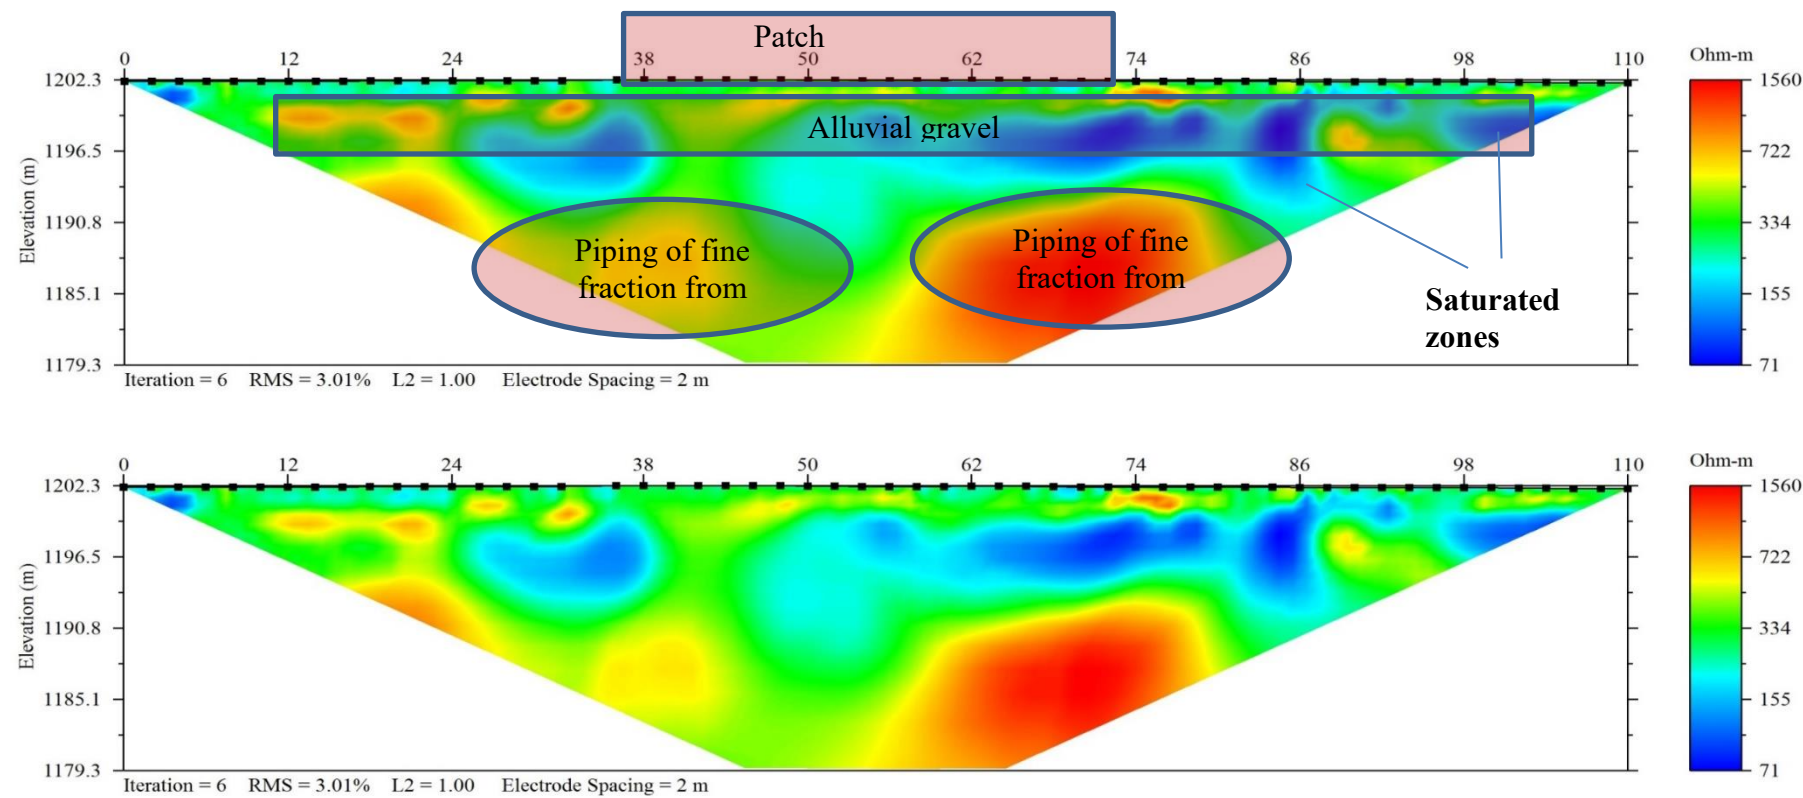 Patch
0 12 24 38 50 62 74 86 98 110
Ohm-m
1202.3
1196.5
1190.8
1185.1
1179.3
Elevation (m)
Alluvial gravel
Piping of fine
fraction from
Piping of fine
fraction from
Saturated
zones
1560
722
334
155
71
Iteration = 6 RMS = 3.01% L2 = 1.00 Electrode Spacing = 2 m
0 12 24 38 50 62 74 86 98 110
Ohm-m
1202.3
1196.5
1190.8
1185.1
1179.3
Elevation (m)
1560
722
334
155
71
Iteration = 6 RMS = 3.01% L2 = 1.00 Electrode Spacing = 2 m